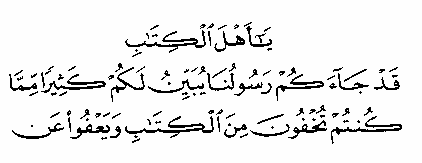 يَٰٓأَهۡلَ ٱلۡكِتَٰبِ
قَدۡ جَآءَكُمۡ رَسُولُنَا يُبَيِّنُ لَكُمۡ كَثِيرٗا مِّمَّا
كُنتُمۡ تُخۡفُونَ مِنَ ٱلۡكِتَٰبِ وَيَعۡفُواْ عَن